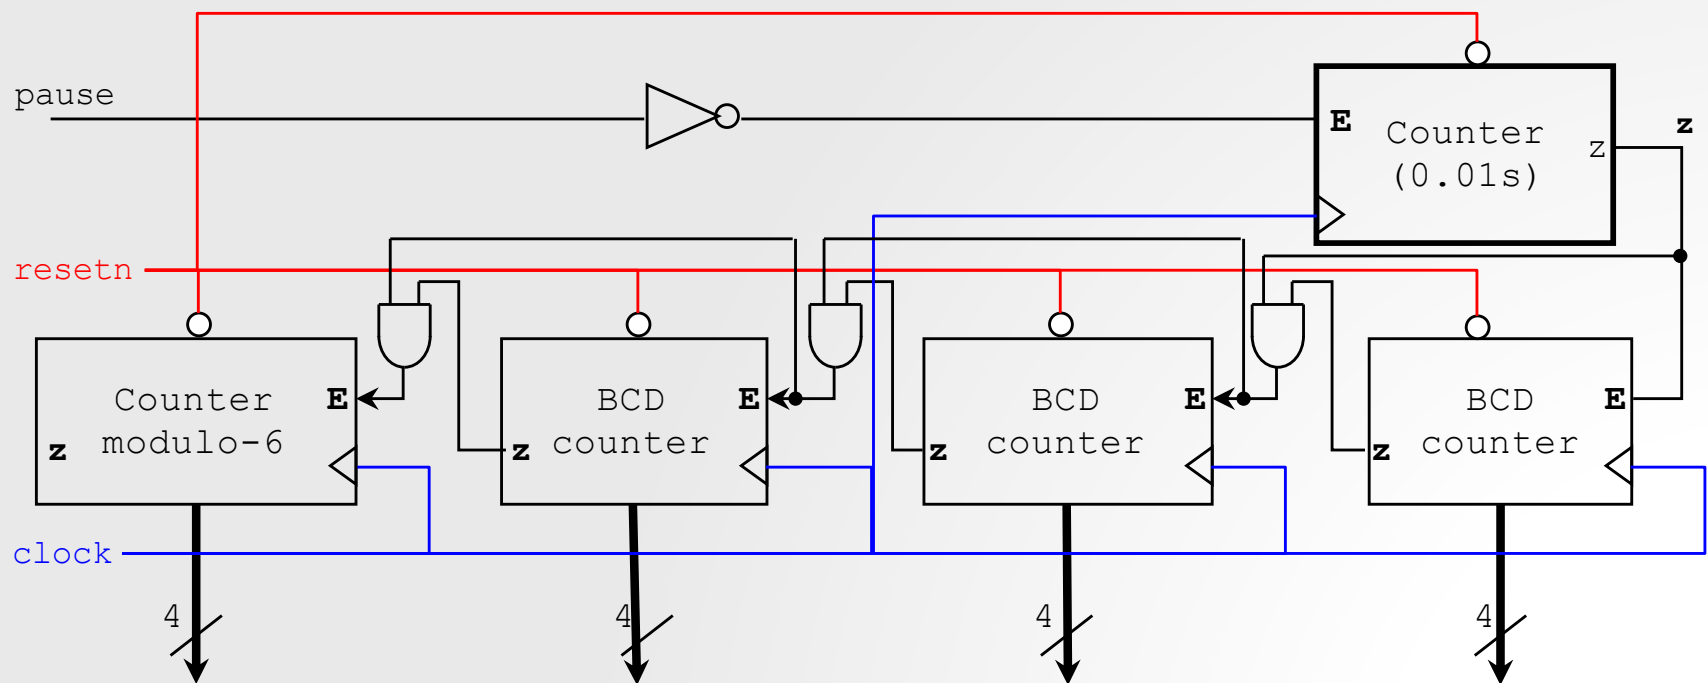 pause
E
Counter
(0.01s)
z
z
resetn
Counter
modulo-6
E
z
BCD
counter
E
z
BCD
counter
E
z
BCD
counter
E
z
clock
4
4
4
4